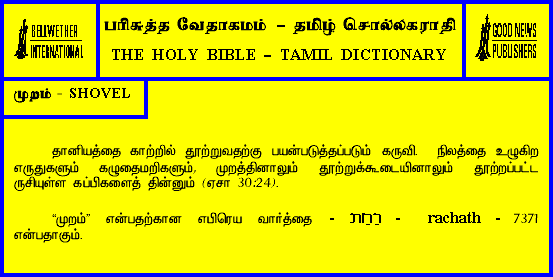 BELLWETHER
INTERNATIONAL
பரிசுத்த வேதாகமம் – தமிழ் சொல்லகராதி
THE HOLY BIBLE – TAMIL DICTIONARY
GOOD NEWS
PUBLISHERS
முறம் - SHOVEL
தானியத்தை காற்றில் தூற்றுவதற்கு பயன்படுத்தப்படும் கருவி. நிலத்தை உழுகிற
எருதுகளும் கழுதைமறிகளும், முறத்தினாலும் தூற்றுக்கூடையினாலும் தூற்றப்பட்ட
ருசியுள்ள கப்பிகளைத் தின்னும் (ஏசா 30:24).
“முறம்” என்பதற்கான எபிரெய வார்த்தை - רַחַת - rachath - 7371
என்பதாகும்.